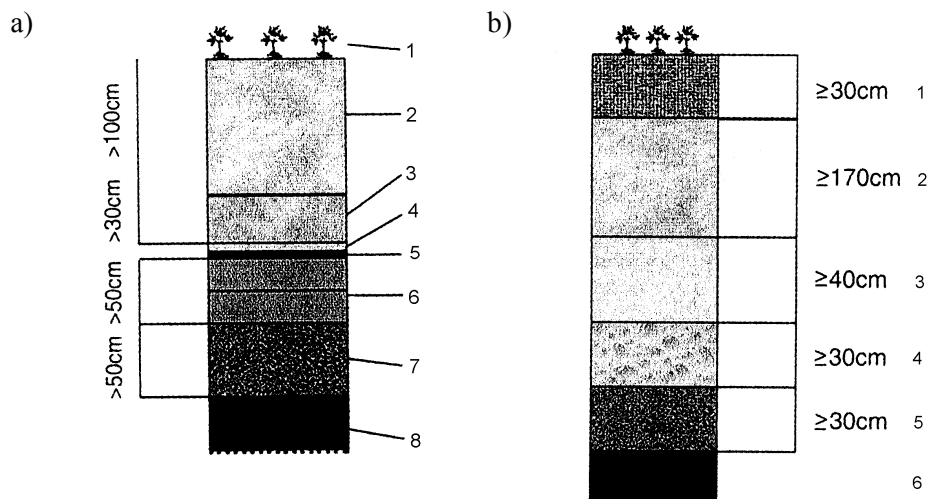 a)
1
2
3
4
5
6
7
8
>100cm
>30cm
>50cm
>50cm
b)
≥30cm 1
≥170cm 2
≥40cm 3
≥30cm 4
≥30cm 5
6